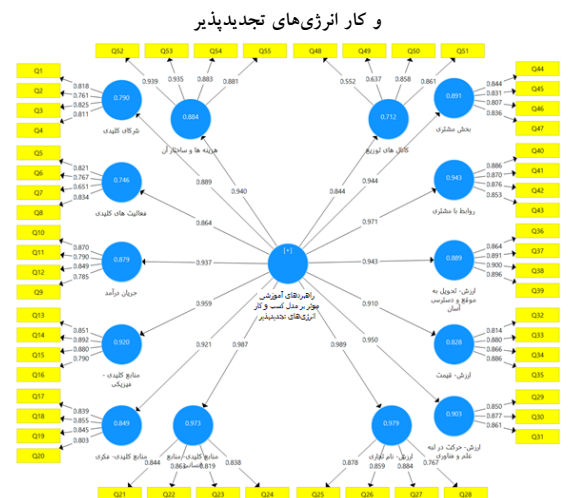 و کار انرژی‌های تجدیدپذیر
Q52 Q53 Q54 Q55 Q48 Q49 Q50 Q51
0.939 0.935 0.883 0.881 0.552 0.637 0.858 0.861
Q1
Q2
Q3
Q4
0.818
0.761
0.825
0.811
0.790
شرکای کلیدی
0.884
هزینه ها و ساختار آن
0.712
کانال های توزیع
0.891
بخش مشتری
0.844
0.831
0.807
0.836
Q44
Q45
Q46
Q47
0.889
0.940
0.844
0.944
Q5
Q6
Q7
Q8
0.821
0.767
0.651
0.834
0.746
فعالیت های کلیدی
0.864
0.971
0.943
روابط با مشتری
0.886
0.870
0.876
0.853
Q40
Q41
Q42
Q43
Q10
Q11
Q12
Q9
0.870
0.790
0.849
0.785
0.879
جریان درآمد
0.937
[+]
راهبردهای آموزشی
موثر بر مدل کسب و کار
انرژی‌های تجدیدپذیر
0.943
0.889
ارزش- تحویل به
موقع و دسترسی
آسان
0.864
0.891
0.900
0.896
Q36
Q37
Q38
Q39
Q13
Q14
Q15
Q16
0.851
0.892
0.880
0.790
0.920
منابع کلیدی -
فیزیکی
0.959
0.910
0.828
ارزش- قیمت
0.814
0.880
0.866
0.886
Q32
Q33
Q34
Q35
0.921
0.987
0.989
0.950
Q17
Q18
Q19
Q20
0.839
0.855
0.845
0.803
0.849
منابع کلیدی- فکری
0.973
منابع کلیدی- منابع
0.979
ارزش- نام تجاری
0.903
ارزش- حرکت در لبه
علم و فناوری
0.850
0.877
0.861
Q29
Q30
Q31
0.844 0.863 0.819 0.838 0.878 0.859 0.884 0.767
Q21 Q22 Q23 Q24 Q25 Q26 Q27 Q28